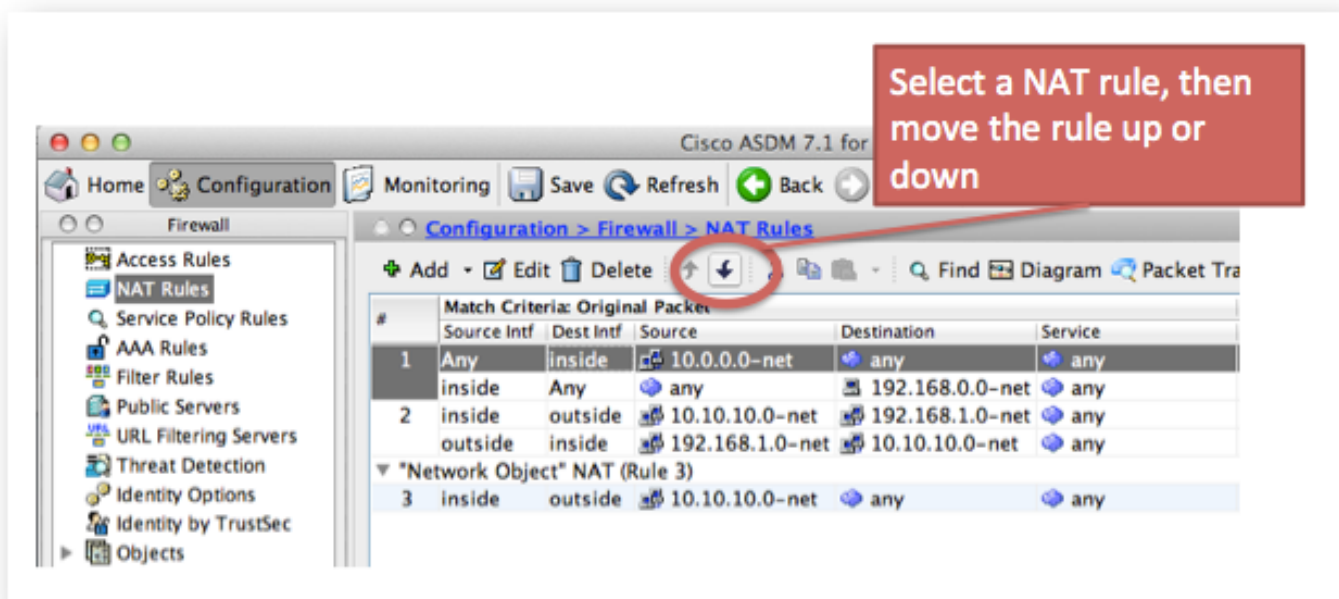 Select a NAT rule, then
move the rule up or
down
Cisco ASDM 7.1 for
Home Configuration Monitoring Save Refresh Back
Firewall
Access Rules
NAT Rules
Service Policy Rules
AAA Rules
Filter Rules
Public Servers
URL Filtering Servers
Threat Detection
Identity Options
Identity by TrustSec
Objects
Configuration > Firewall > NAT Rules
Add Edit Delete Find Diagram Packet Tra
# Match Criteria: Original Packet
Source Intf Dest Intf Source Destination Service
1 Any inside 10.0.0.0-net any any
inside Any any 192.168.0.0-net any
2 inside outside 10.10.10.0-net 192.168.1.0-net any
outside inside 192.168.1.0-net 10.10.10.0-net any
"Network Object" NAT (Rule 3)
3 inside outside 10.10.10.0-net any any